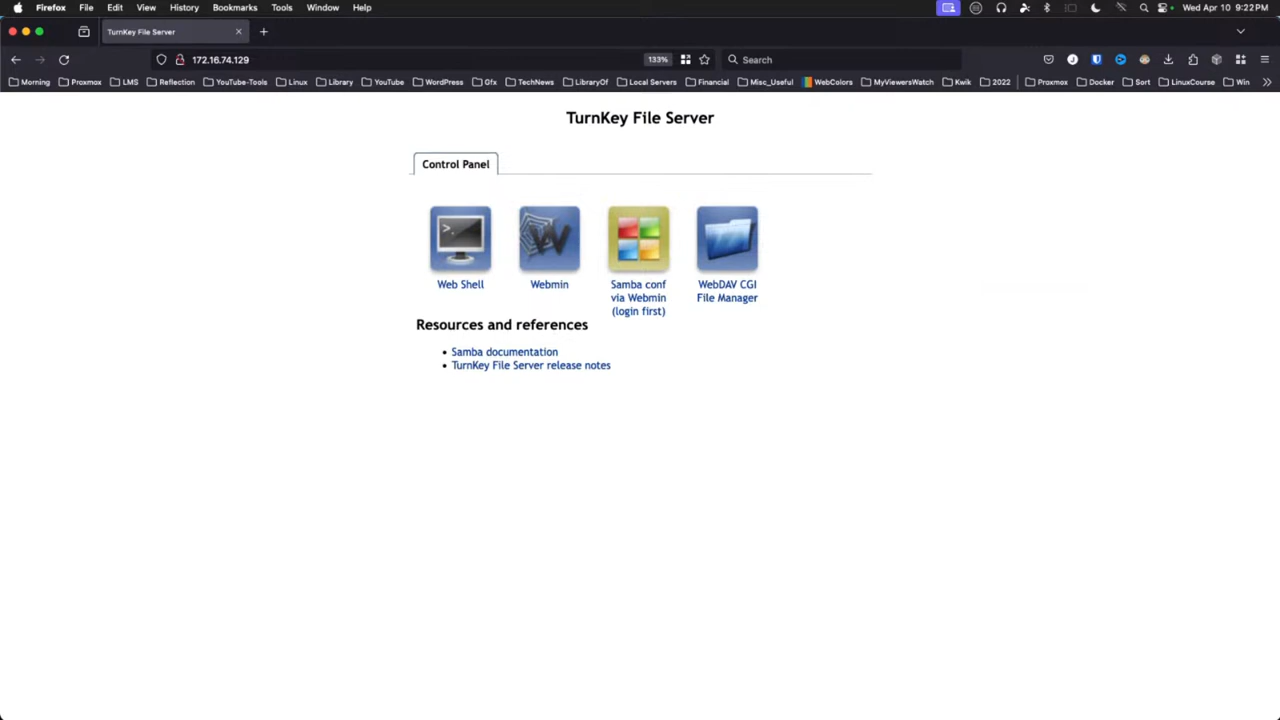 Firefox File Edit View History Bookmarks Tools Window Help Wed Apr 10 9:22 PM
TurnKey File Server
172.16.74.129 133% Search
Morning Proxmox LMS Reflection YouTube-Tools Linux Library YouTube WordPress Gfx TechNews LibraryOf Local Servers Financial Misc_Useful WebColors MyViewersWatch Kwik 2022 Proxmox Docker Sort LinuxCourse Win
TurnKey File Server
Control Panel
Web Shell Webmin Samba conf WebDAV CGI
via Webmin File Manager
(login first)
Resources and references
• Samba documentation
• TurnKey File Server release notes